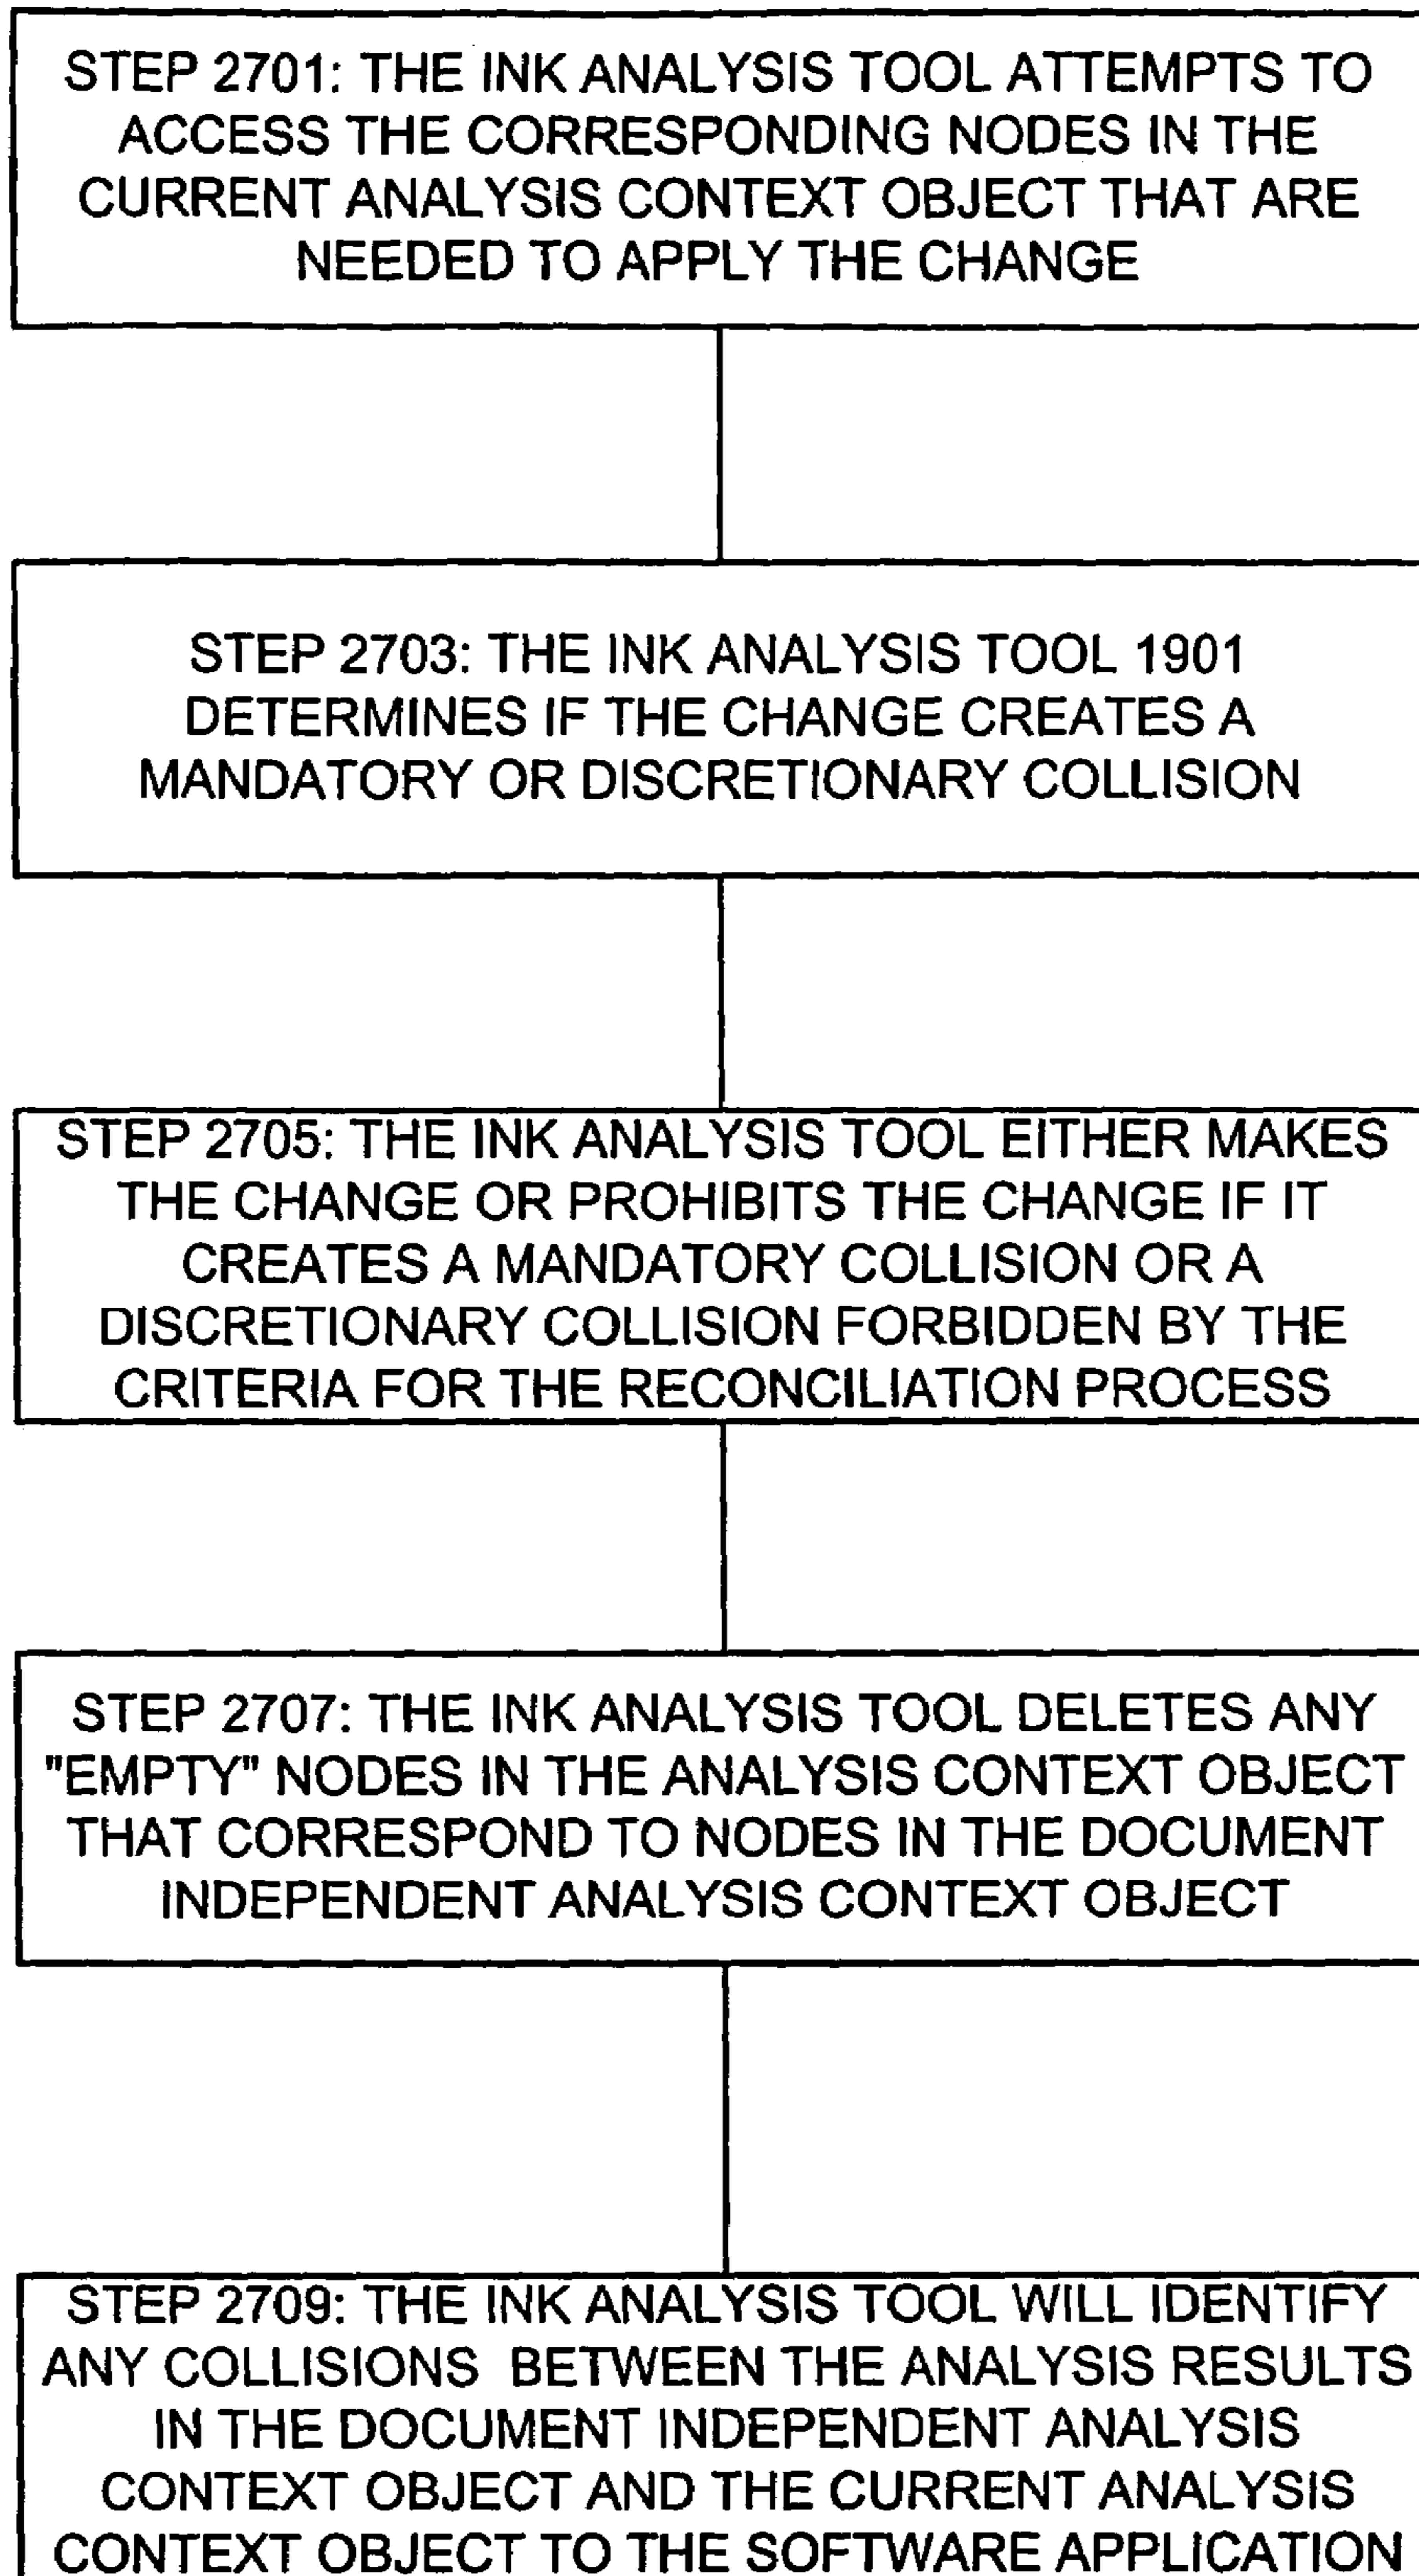 STEP 2701: THE INK ANALYSIS TOOL ATTEMPTS TO
ACCESS THE CORRESPONDING NODES IN THE
CURRENT ANALYSIS CONTEXT OBJECT THAT ARE
NEEDED TO APPLY THE CHANGE
STEP 2703: THE INK ANALYSIS TOOL 1901
DETERMINES IF THE CHANGE CREATES A
MANDATORY OR DISCRETIONARY COLLISION
STEP 2705: THE INK ANALYSIS TOOL EITHER MAKES
THE CHANGE OR PROHIBITS THE CHANGE IF IT
CREATES A MANDATORY COLLISION OR A
DISCRETIONARY COLLISION FORBIDDEN BY THE
CRITERIA FOR THE RECONCILIATION PROCESS
STEP 2707: THE INK ANALYSIS TOOL DELETES ANY
"EMPTY" NODES IN THE ANALYSIS CONTEXT OBJECT
THAT CORRESPOND TO NODES IN THE DOCUMENT
INDEPENDENT ANALYSIS CONTEXT OBJECT
STEP 2709: THE INK ANALYSIS TOOL WILL IDENTIFY
ANY COLLISIONS BETWEEN THE ANALYSIS RESULTS
IN THE DOCUMENT INDEPENDENT ANALYSIS
CONTEXT OBJECT AND THE CURRENT ANALYSIS
CONTEXT OBJECT TO THE SOFTWARE APPLICATION